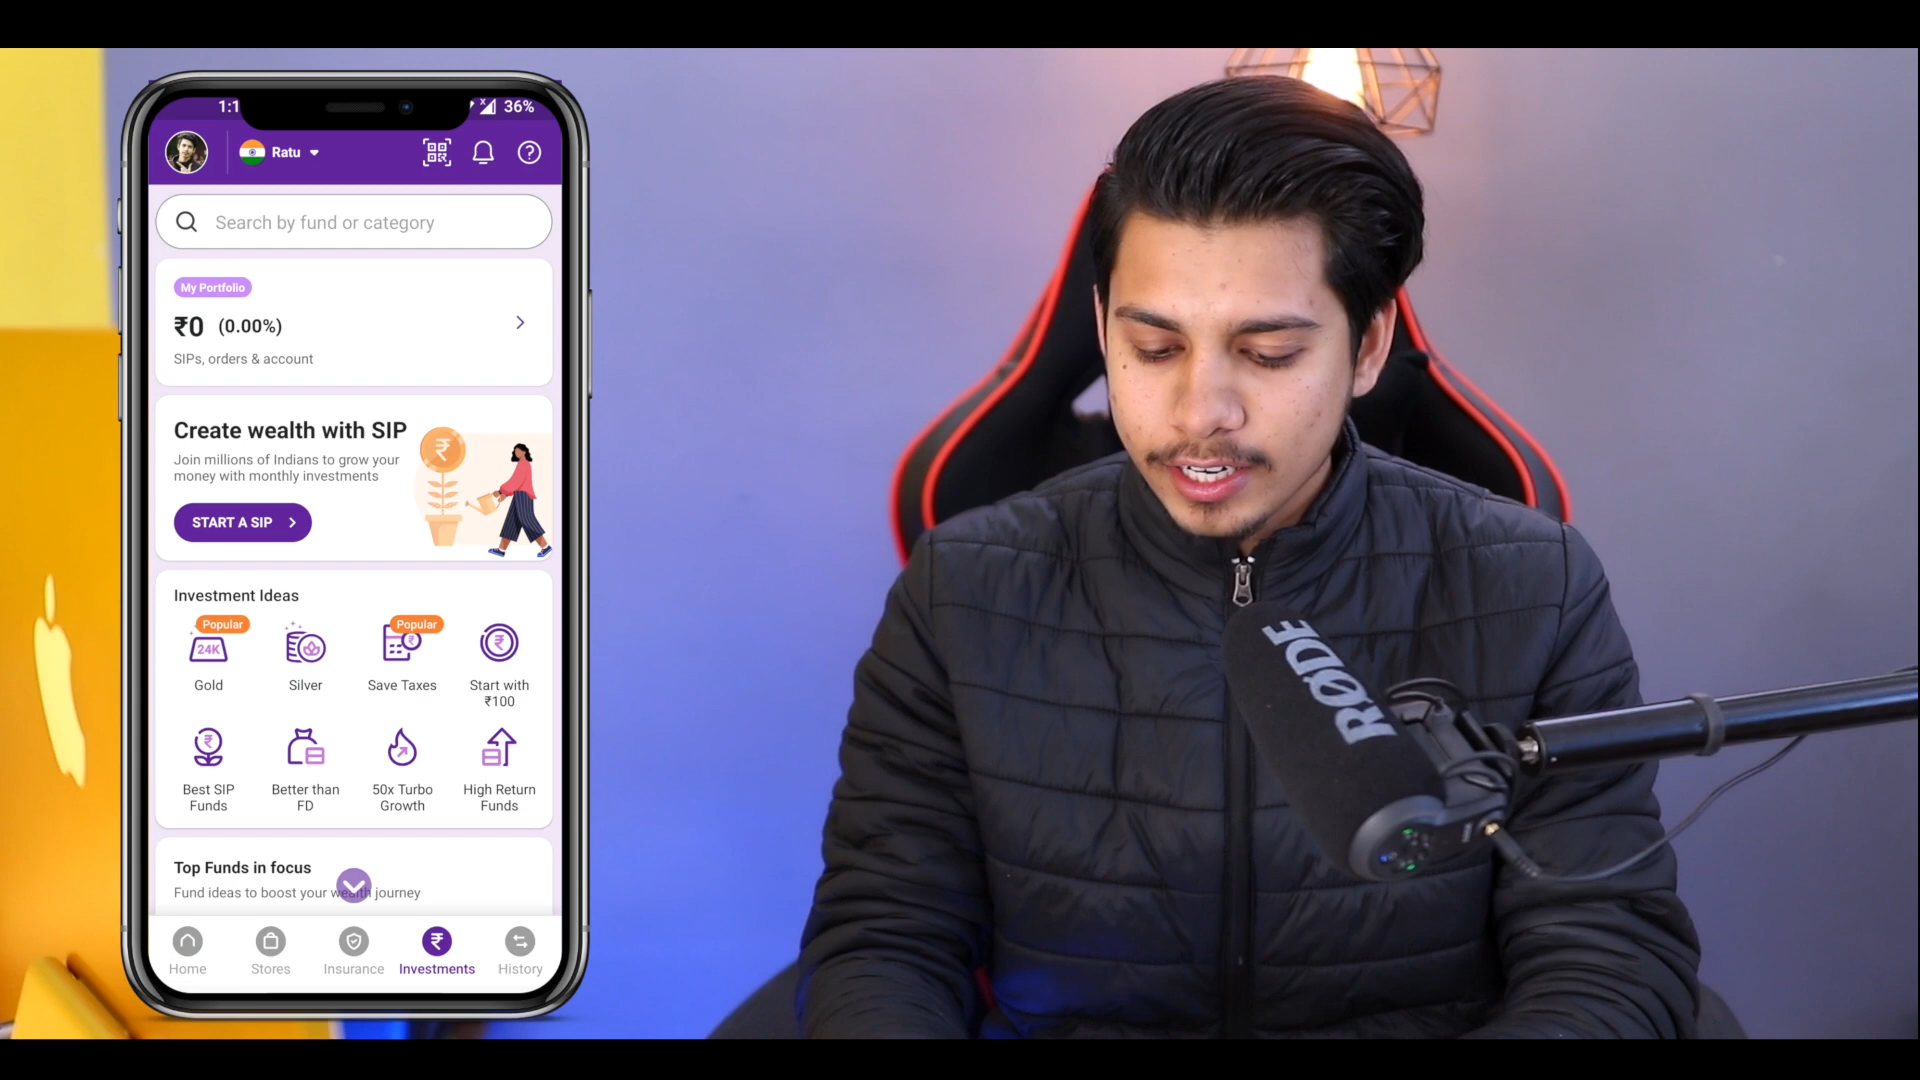 1:1
36%
Ratu
Search by fund or category
My Portfolio
₹0 (0.00%)
SIPs, orders & account
Create wealth with SIP
Join millions of Indians to grow your
money with monthly investments
START A SIP
Investment Ideas
Popular
Popular
24K
Gold
Silver
Save Taxes
Start with
₹100
Best SIP
Funds
Better than
FD
50x Turbo
Growth
High Return
Funds
Top Funds in focus
Fund ideas to boost your wealth journey
Home
Stores
Insurance
Investments
History
RØDE